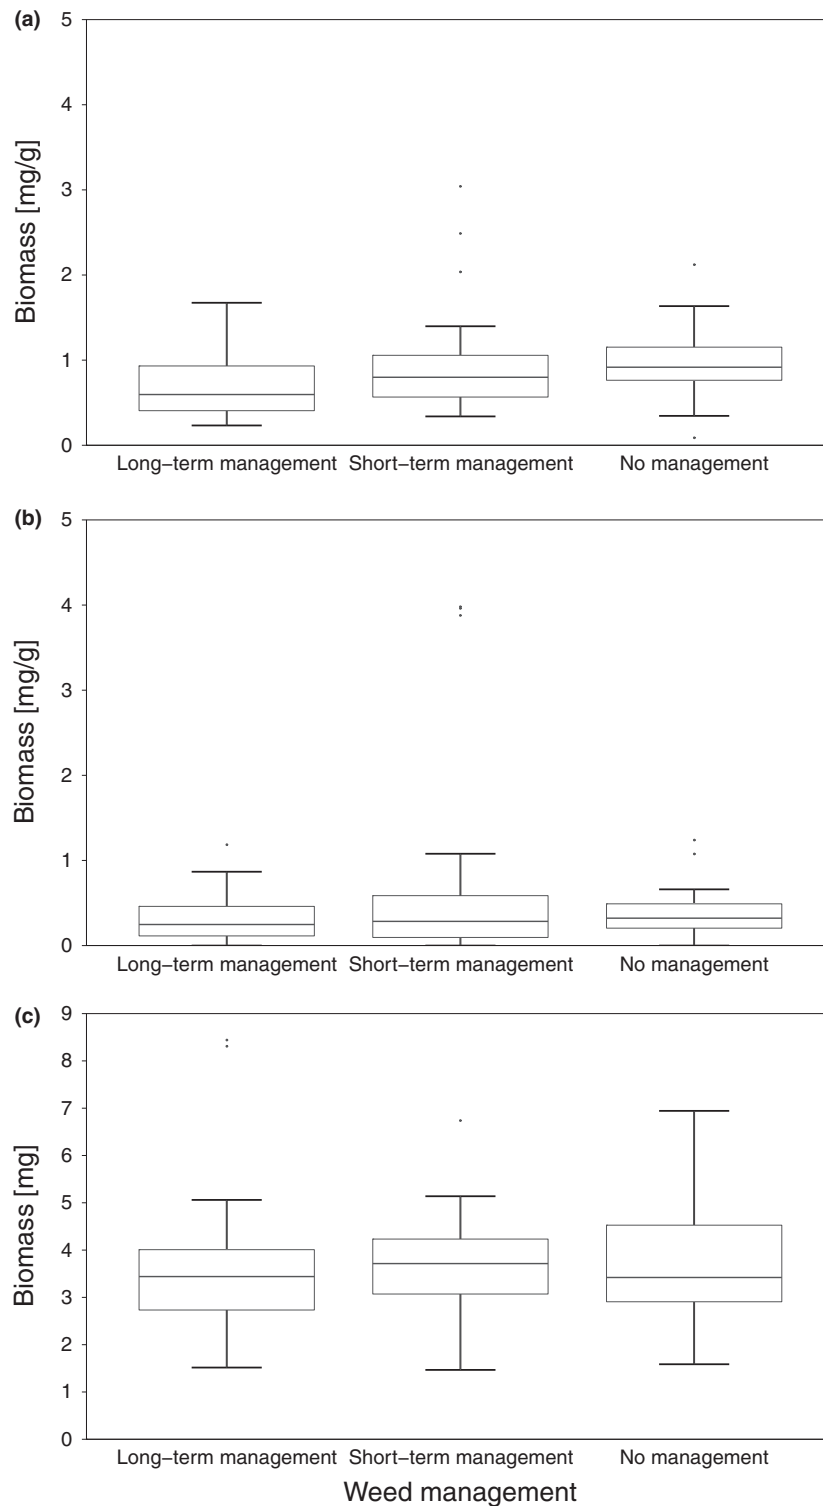 (a)
5
4
3
2
1
0
Biomass [mg/g]
Long–term management Short–term management No management
(b)
5
4
3
2
1
0
Biomass [mg/g]
Long–term management Short–term management No management
(c)
9
8
7
6
5
4
3
2
1
0
Biomass [mg]
Long–term management Short–term management No management
Weed management